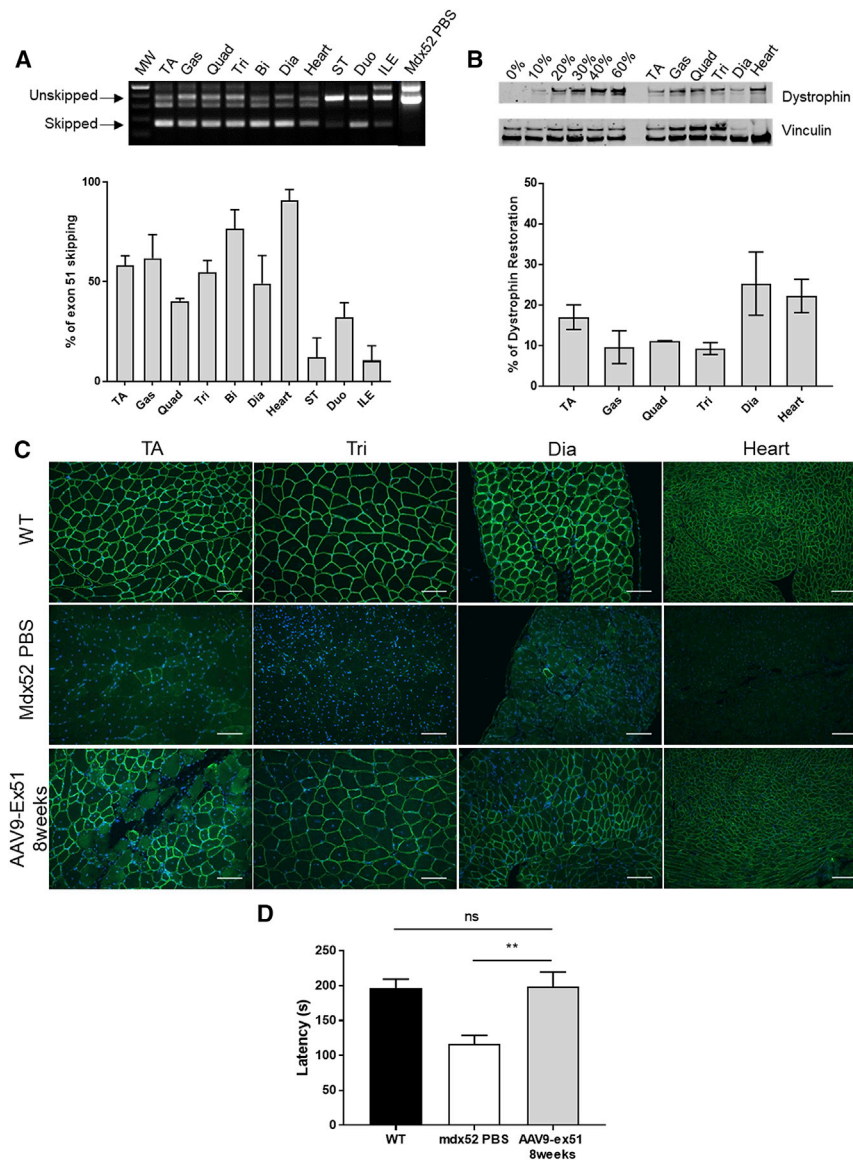 A
MW TA Gas Quad Tri Bi Dia Heart ST Duo ILE Mdx52 PBS
Unskipped
Skipped
% of exon 51 skipping
100
50
0
TA Gas Quad Tri Bi Dia Heart ST Duo ILE
B
0% 10% 20% 30% 40% 60% TA Gas Quad Tri Dia Heart
Dystrophin
Vinculin
% of Dystrophin Restoration
50
40
30
20
10
0
TA Gas Quad Tri Dia Heart
C
TA Tri Dia Heart
WT
Mdx52 PBS
AAV9-Ex51
8weeks
D
ns
**
Latency (s)
250
200
150
100
50
0
WT mdx52 PBS AAV9-ex51
8weeks